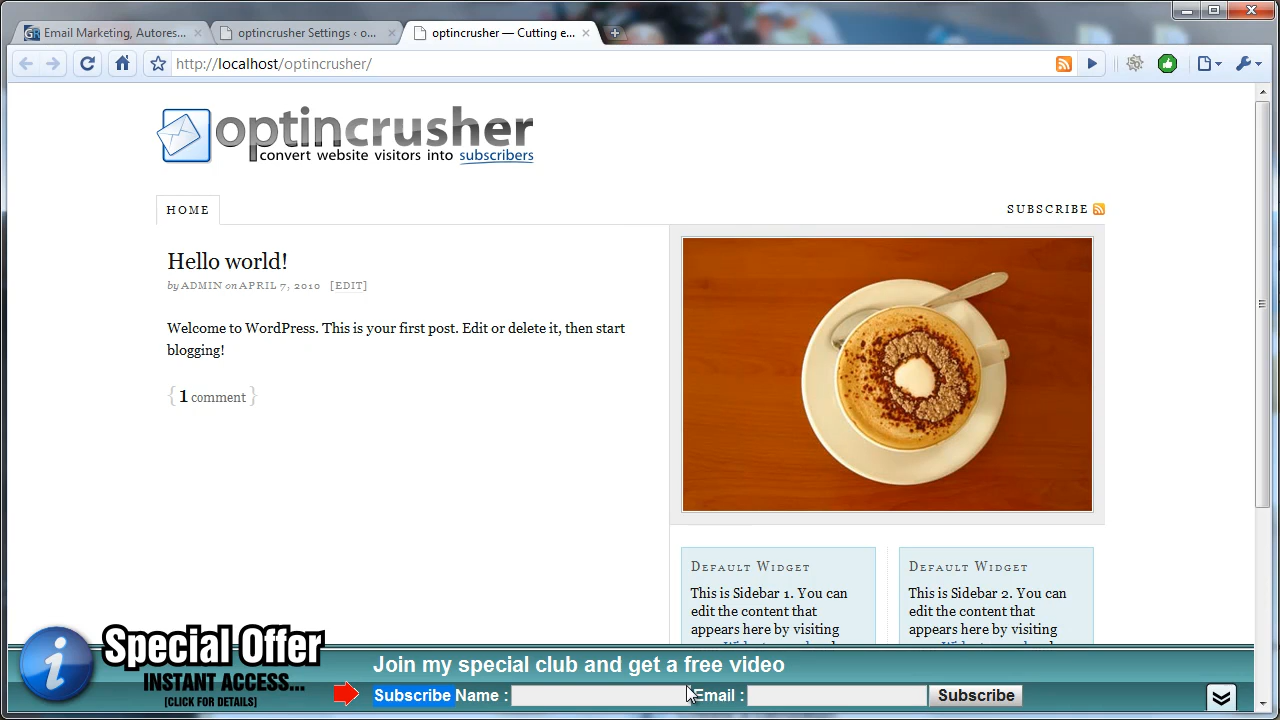 Email Marketing, Autores...
optincrusher Settings ‹ o...
optincrusher — Cutting e...
http://localhost/optincrusher/
optincrusher
convert website visitors into subscribers
HOME
SUBSCRIBE
Hello world!
by ADMIN on APRIL 7, 2010 [EDIT]
Welcome to WordPress. This is your first post. Edit or delete it, then start
blogging!
{ 1 comment }
Default Widget
This is Sidebar 1. You can
edit the content that
appears here by visiting
Default Widget
This is Sidebar 2. You can
edit the content that
appears here by visiting
Special Offer
INSTANT ACCESS...
[CLICK FOR DETAILS]
Join my special club and get a free video
Subscribe Name : Email : Subscribe